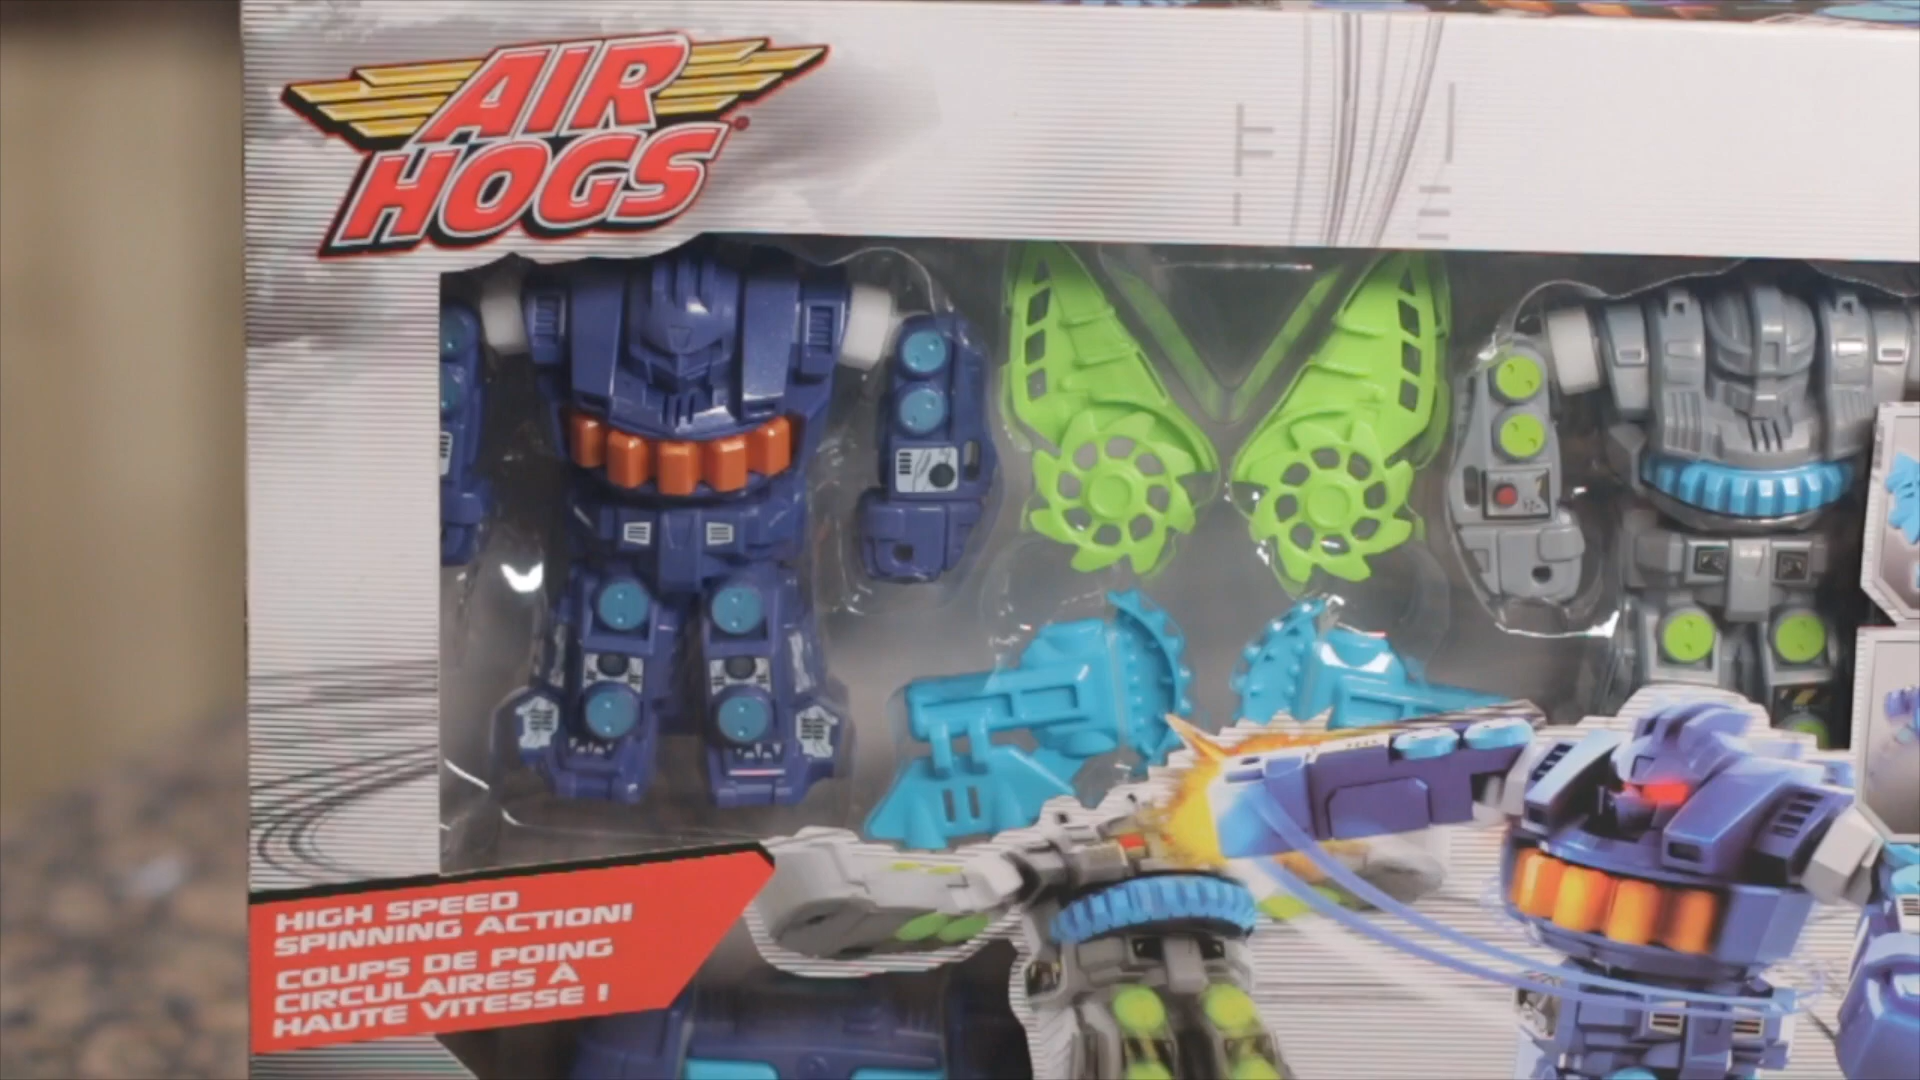 AIR
HOGS
HIGH SPEED
SPINNING ACTION!
COUPS DE POING
CIRCULAIRES À
HAUTE VITESSE !